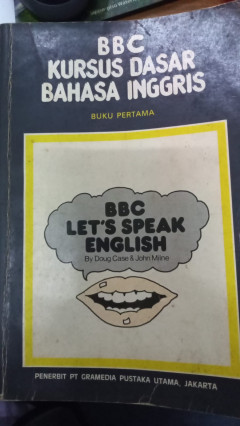 BBC
KURSUS DASAR
BAHASA INGGRIS
BUKU PERTAMA
BBC
LET'S SPEAK
ENGLISH
By Doug Case & John Milne
PENERBIT PT GRAMEDIA PUSTAKA UTAMA, JAKARTA